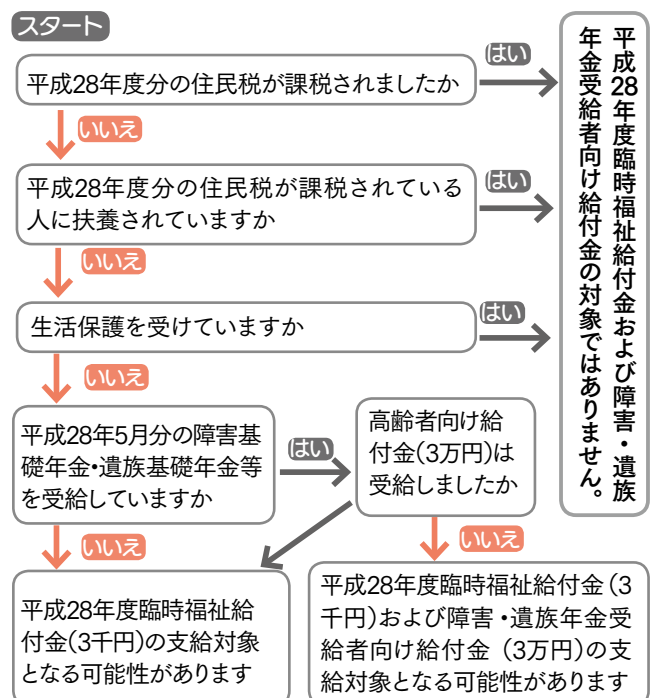 スタート
平成28年度分の住民税が課税されましたか
はい
いいえ
平成28年度分の住民税が課税されている
人に扶養されていますか
はい
いいえ
生活保護を受けていますか
はい
いいえ
平成28年度臨時福祉給付金および障害・遺族
年金受給者向け給付金の対象ではありません。
平成28年5月分の障害基
礎年金・遺族基礎年金等
を受給していますか
はい
高齢者向け給
付金(3万円)は
受給しましたか
いいえ
いいえ
平成28年度臨時福祉給
付金(3千円)の支給対象
となる可能性があります
平成28年度臨時福祉給付金(3
千円)および障害・遺族年金受
給者向け給付金(3万円)の支
給対象となる可能性があります